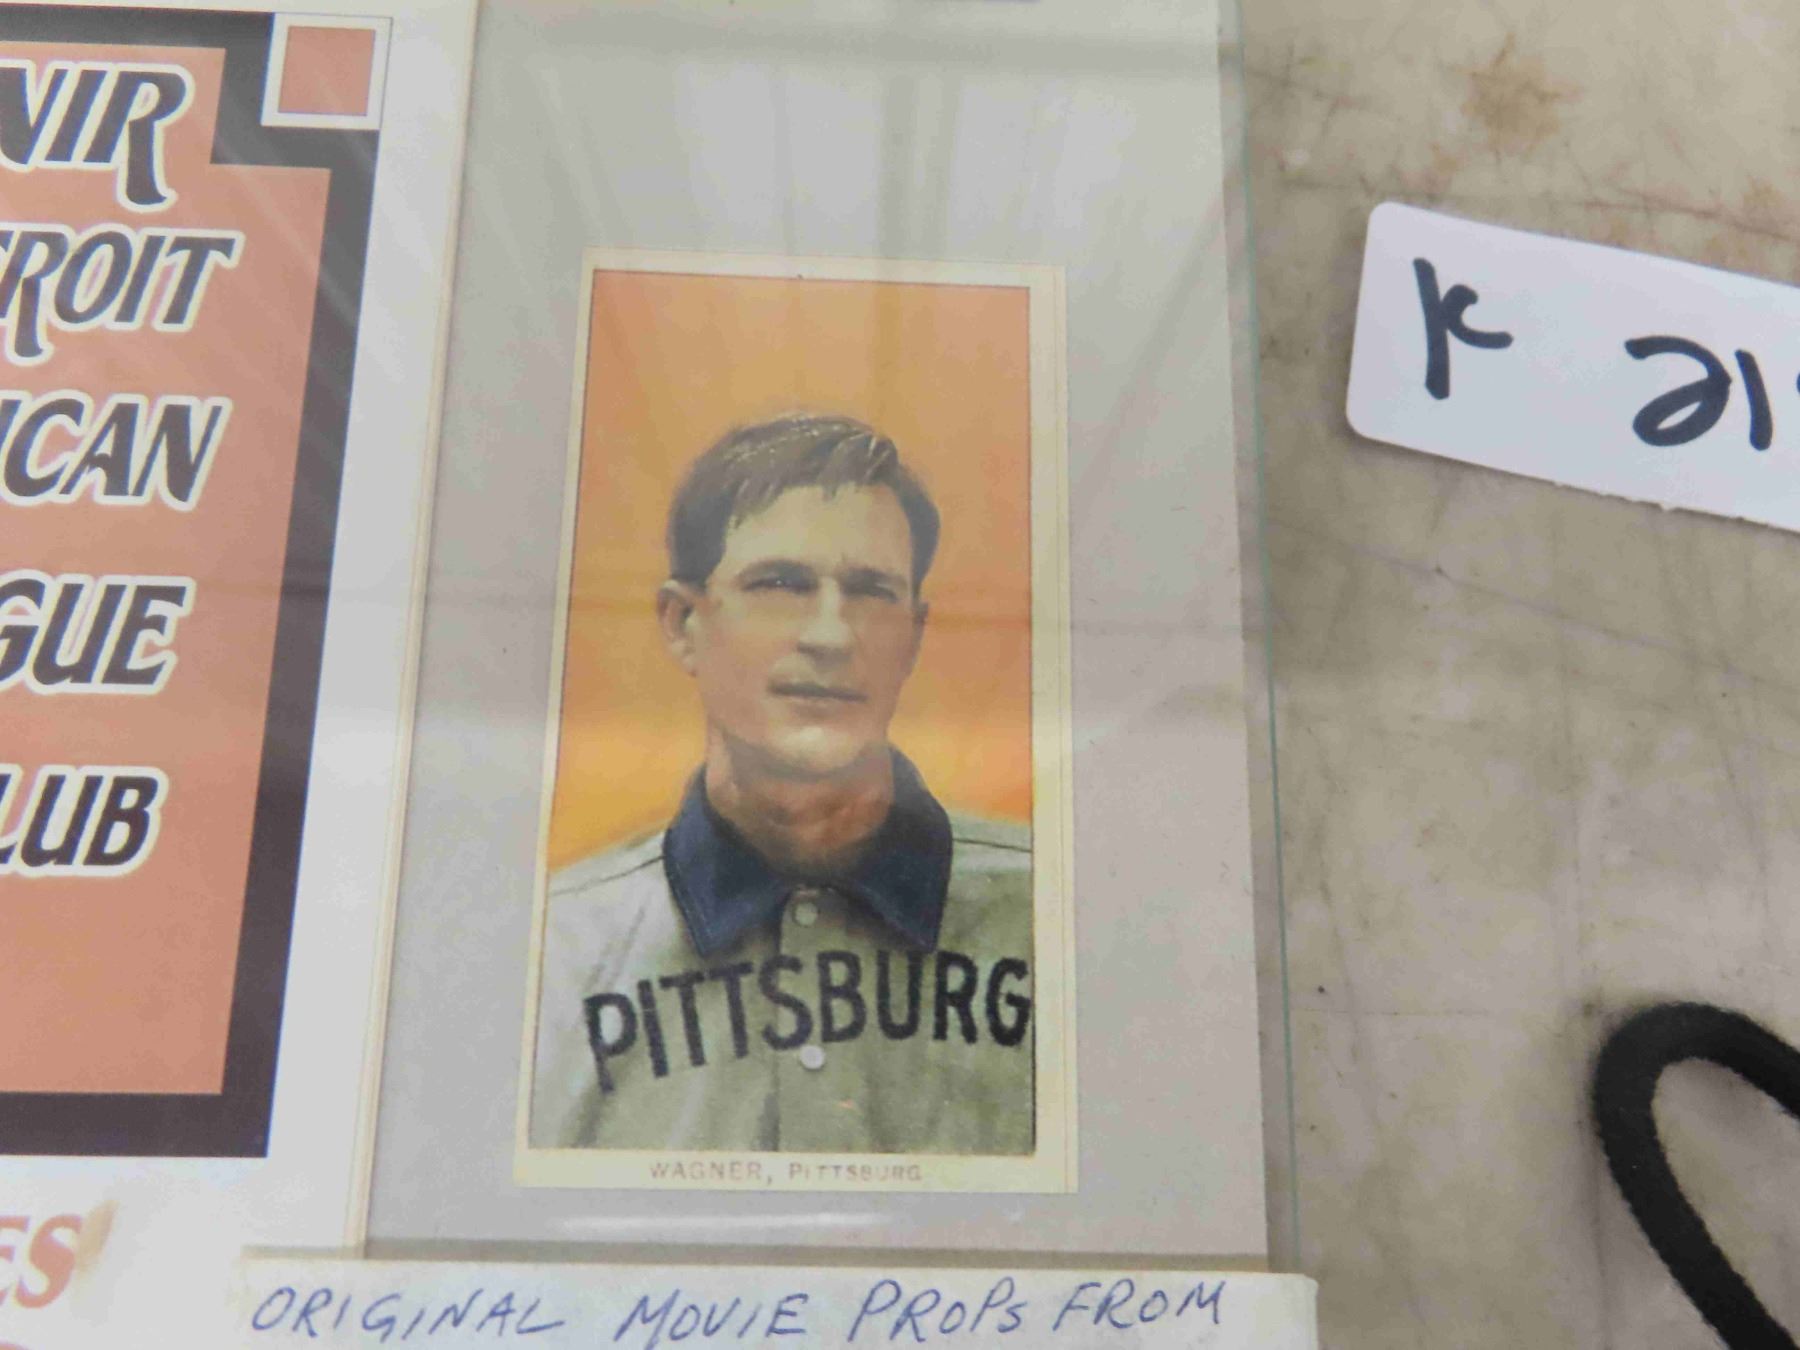 NIR
ROIT
ICAN
GUE
LUB
ES
PITTSBURG
WAGNER, PITTSBURG
ORIGINAL MOVIE PROPS FROM
K 21